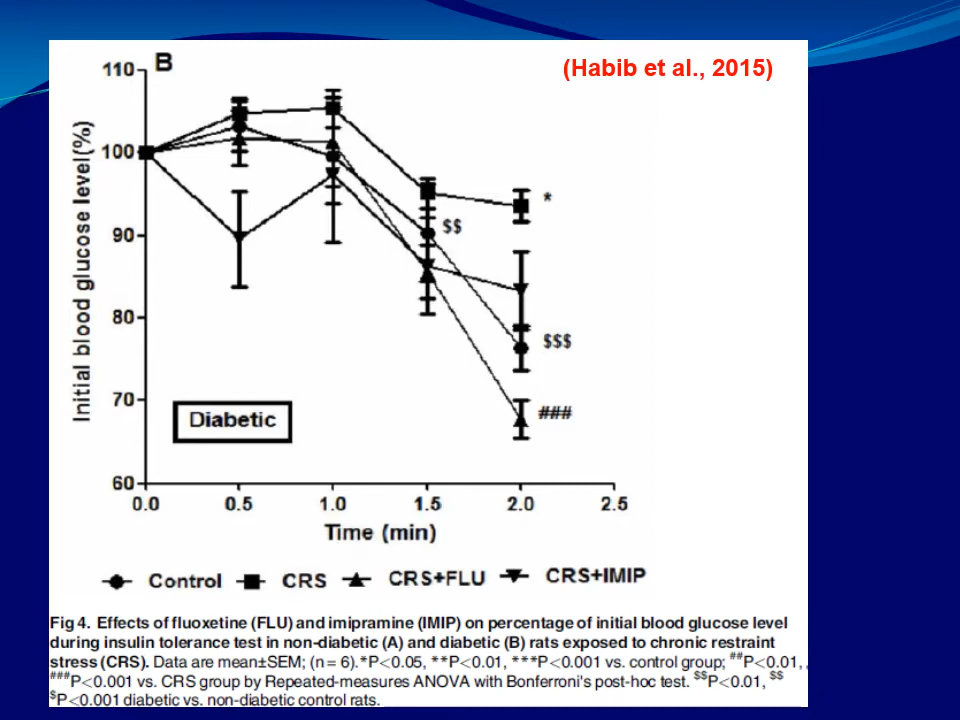 B
(Habib et al., 2015)
110
100
90
80
70
60
Initial blood glucose level(%)
*
$$
$$$
###
Diabetic
0.0 0.5 1.0 1.5 2.0 2.5
Time (min)
Control CRS CRS+FLU CRS+IMIP
Fig 4. Effects of fluoxetine (FLU) and imipramine (IMIP) on percentage of initial blood glucose level
during insulin tolerance test in non-diabetic (A) and diabetic (B) rats exposed to chronic restraint
stress (CRS). Data are mean±SEM; (n = 6).*P<0.05, **P<0.01, ***P<0.001 vs. control group; ##P<0.01, ,
###P<0.001 vs. CRS group by Repeated-measures ANOVA with Bonferroni's post-hoc test. $$P<0.01, $$
$P<0.001 diabetic vs. non-diabetic control rats.